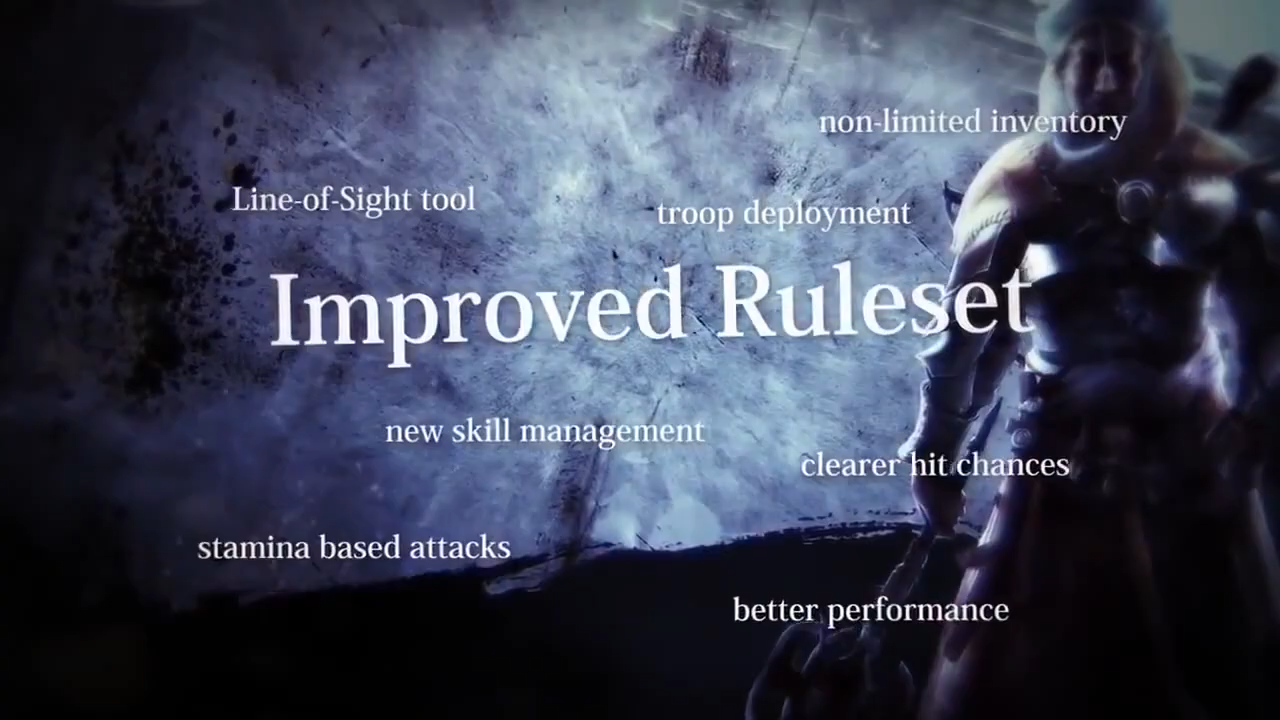 non-limited inventory
Line-of-Sight tool
troop deployment
Improved Ruleset
new skill management
clearer hit chances
stamina based attacks
better performance